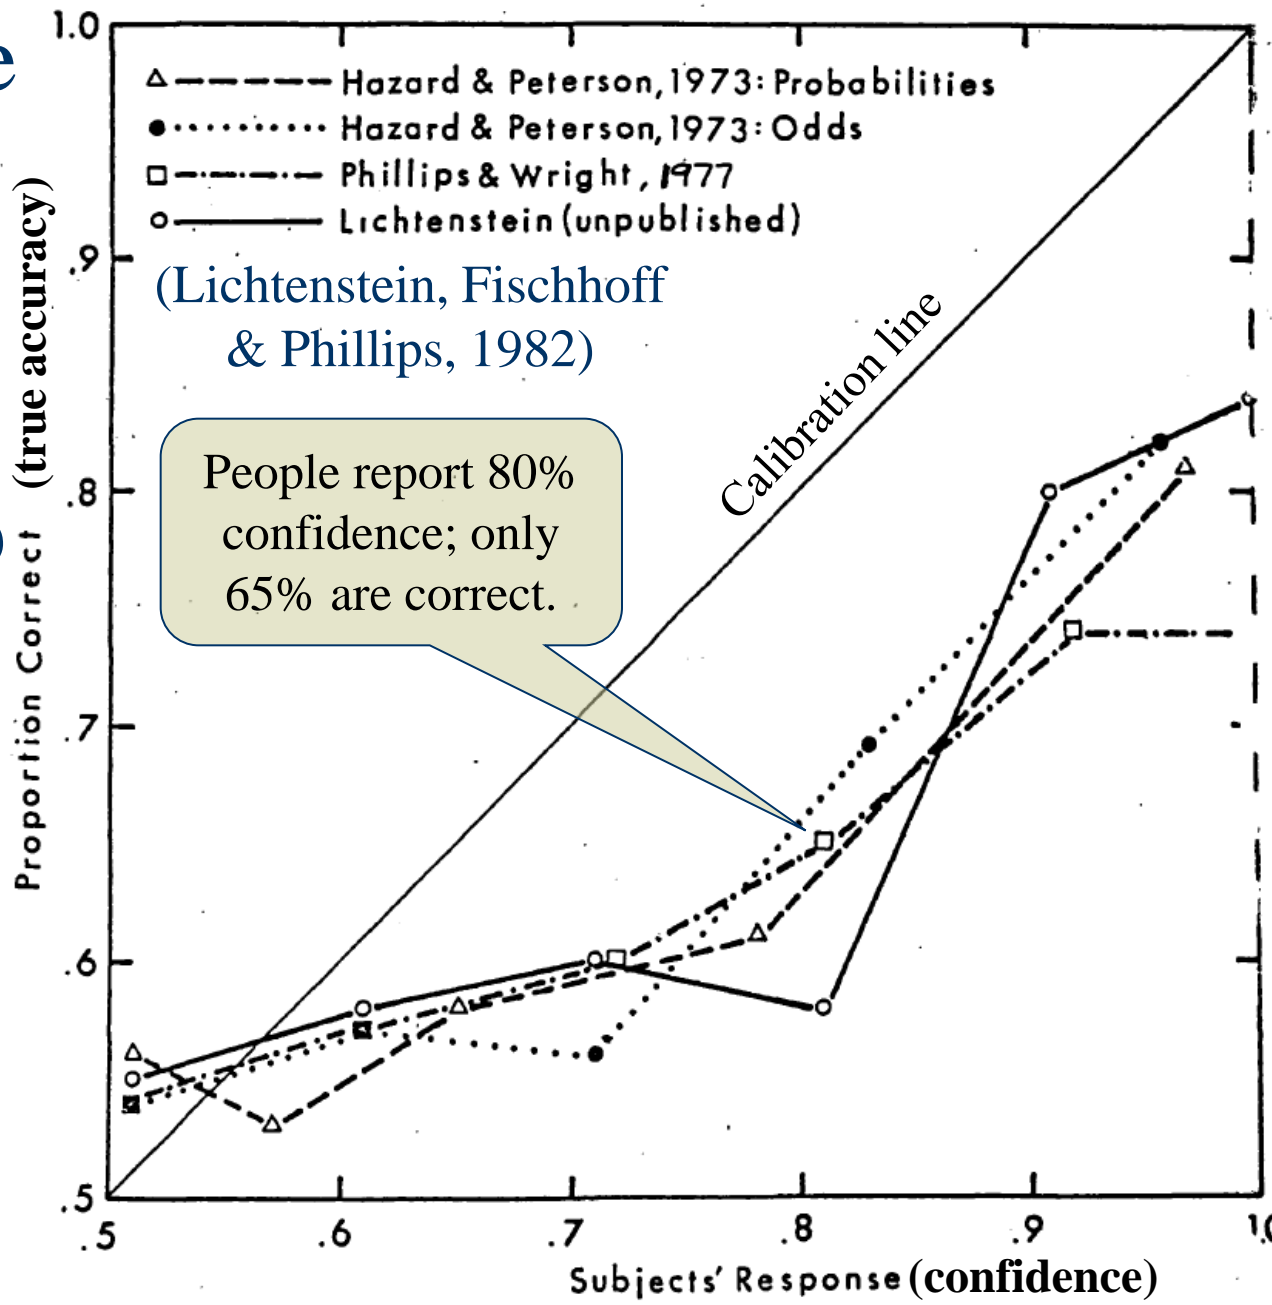 e
1.0
Hazard & Peterson, 1973: Probabilities
Hazard & Peterson, 1973: Odds
Phillips & Wright, 1977
Lichtenstein (unpublished)
(Lichtenstein, Fischhoff
& Phillips, 1982)
People report 80%
confidence; only
65% are correct.
Calibration line
Proportion Correct (true accuracy)
.9
.8
)
.7
.6
.5
.5 .6 .7 .8 .9 1.0
Subjects' Response (confidence)